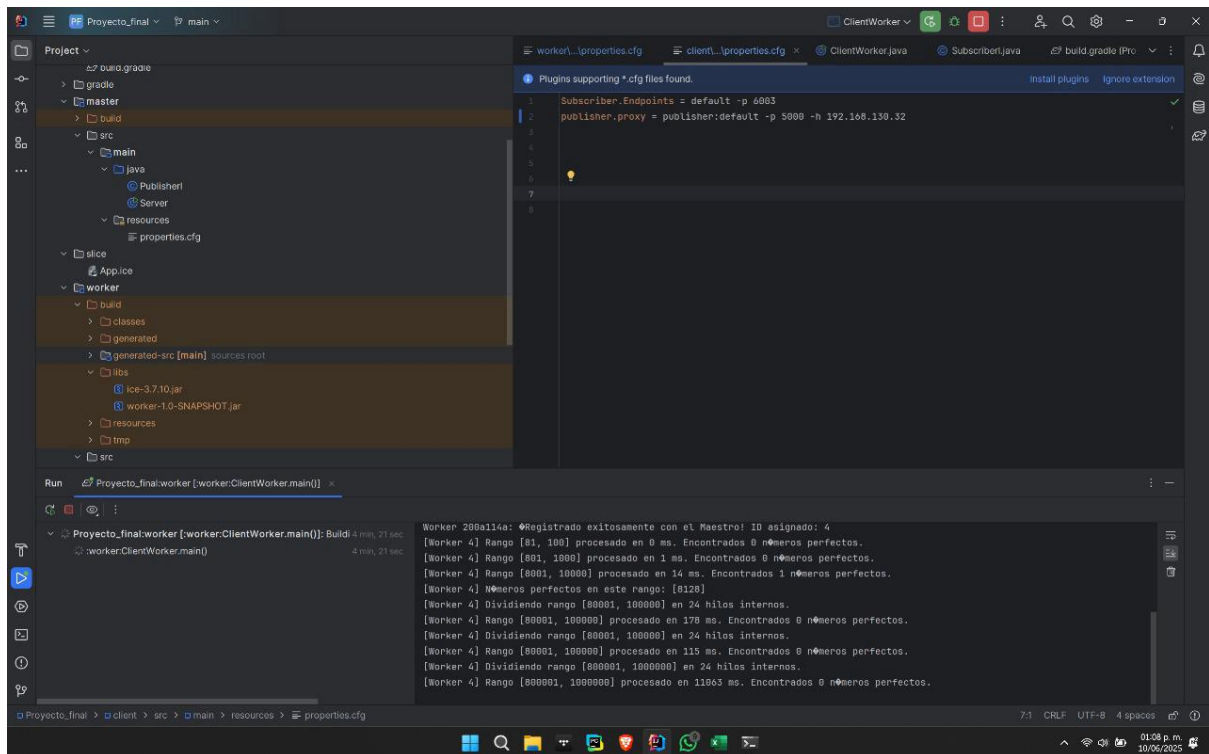 PF Proyecto_final main ClientWorker
Project
worker\...\properties.cfg client\...\properties.cfg ClientWorker.java SubscriberI.java build.gradle (Pro
build.gradle
gradle
master
build
src
main
java
PublisherI
Server
resources
properties.cfg
slice
App.ice
worker
build
classes
generated
generated-src [main] sources root
libs
ice-3.7.10.jar
worker-1.0-SNAPSHOT.jar
resources
tmp
src
Plugins supporting *.cfg files found. Install plugins Ignore extension
1 Subscriber.Endpoints = default -p 6003
2 publisher.proxy = publisher:default -p 5000 -h 192.168.130.32
3
4
5
6
7
8
Run Proyecto_final:worker [:worker:ClientWorker.main()]
Proyecto_final:worker [:worker:ClientWorker.main()]: Buildi 4 min, 21 sec
:worker:ClientWorker.main() 4 min, 21 sec
Worker 200a114a: �Registrado exitosamente con el Maestro! ID asignado: 4
[Worker 4] Rango [81, 100] procesado en 0 ms. Encontrados 0 n�meros perfectos.
[Worker 4] Rango [801, 1000] procesado en 1 ms. Encontrados 0 n�meros perfectos.
[Worker 4] Rango [8001, 10000] procesado en 14 ms. Encontrados 1 n�meros perfectos.
[Worker 4] N�meros perfectos en este rango: [8128]
[Worker 4] Dividiendo rango [80001, 100000] en 24 hilos internos.
[Worker 4] Rango [80001, 100000] procesado en 178 ms. Encontrados 0 n�meros perfectos.
[Worker 4] Dividiendo rango [80001, 100000] en 24 hilos internos.
[Worker 4] Rango [80001, 100000] procesado en 115 ms. Encontrados 0 n�meros perfectos.
[Worker 4] Dividiendo rango [800001, 1000000] en 24 hilos internos.
[Worker 4] Rango [800001, 1000000] procesado en 11063 ms. Encontrados 0 n�meros perfectos.
Proyecto_final > client > src > main > resources > properties.cfg 7:1 CRLF UTF-8 4 spaces
01:08 p. m.
10/06/2025